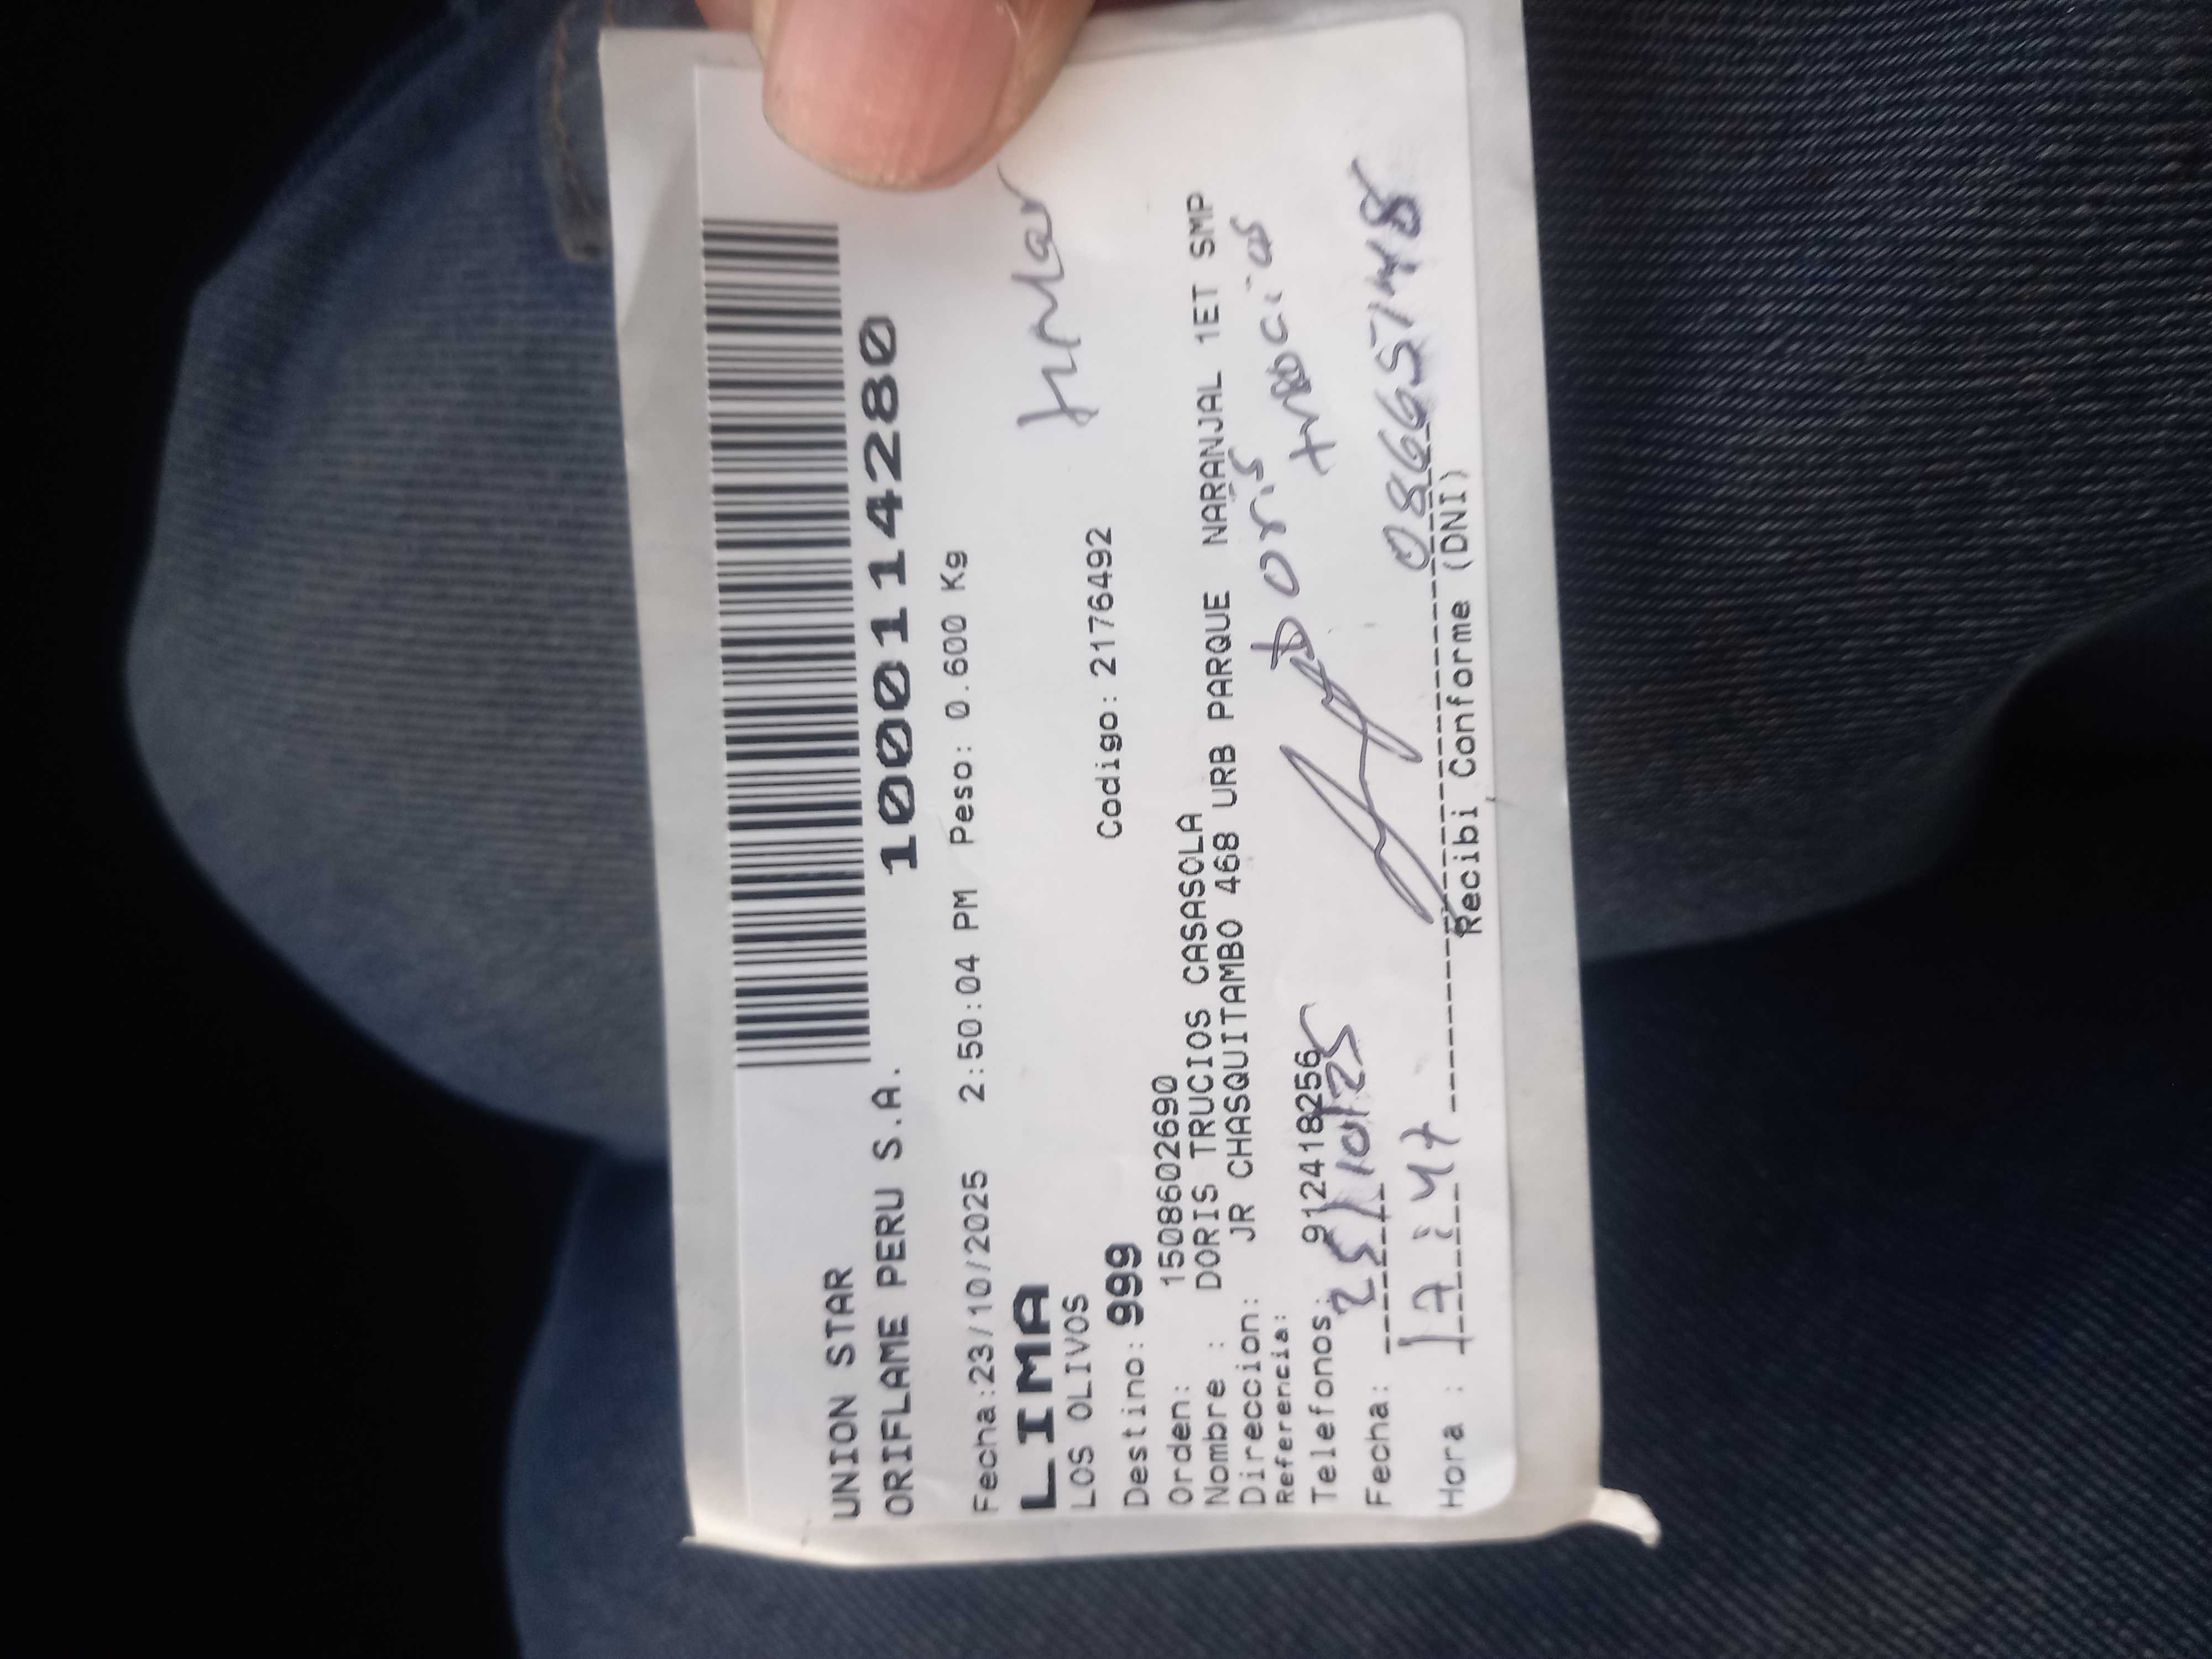 UNION STAR
ORIFLAME PERU S.A.
10001114280
Fecha:23/10/2025 2:50:04 PM Peso: 0.600 Kg
LIMA
LOS OLIVOS
Destino: 999 Codigo: 2176492
Orden: 1508602690
Nombre : DORIS TRUCIOS CASASOLA
Direccion: JR CHASQUITAMBO 468 URB PARQUE NARANJAL 1ET SMP
Referencia:
Doris
Telefonos: 912418256
Fecha: 25/10/25
Hora : 17:47
Recibi Conforme (DNI)